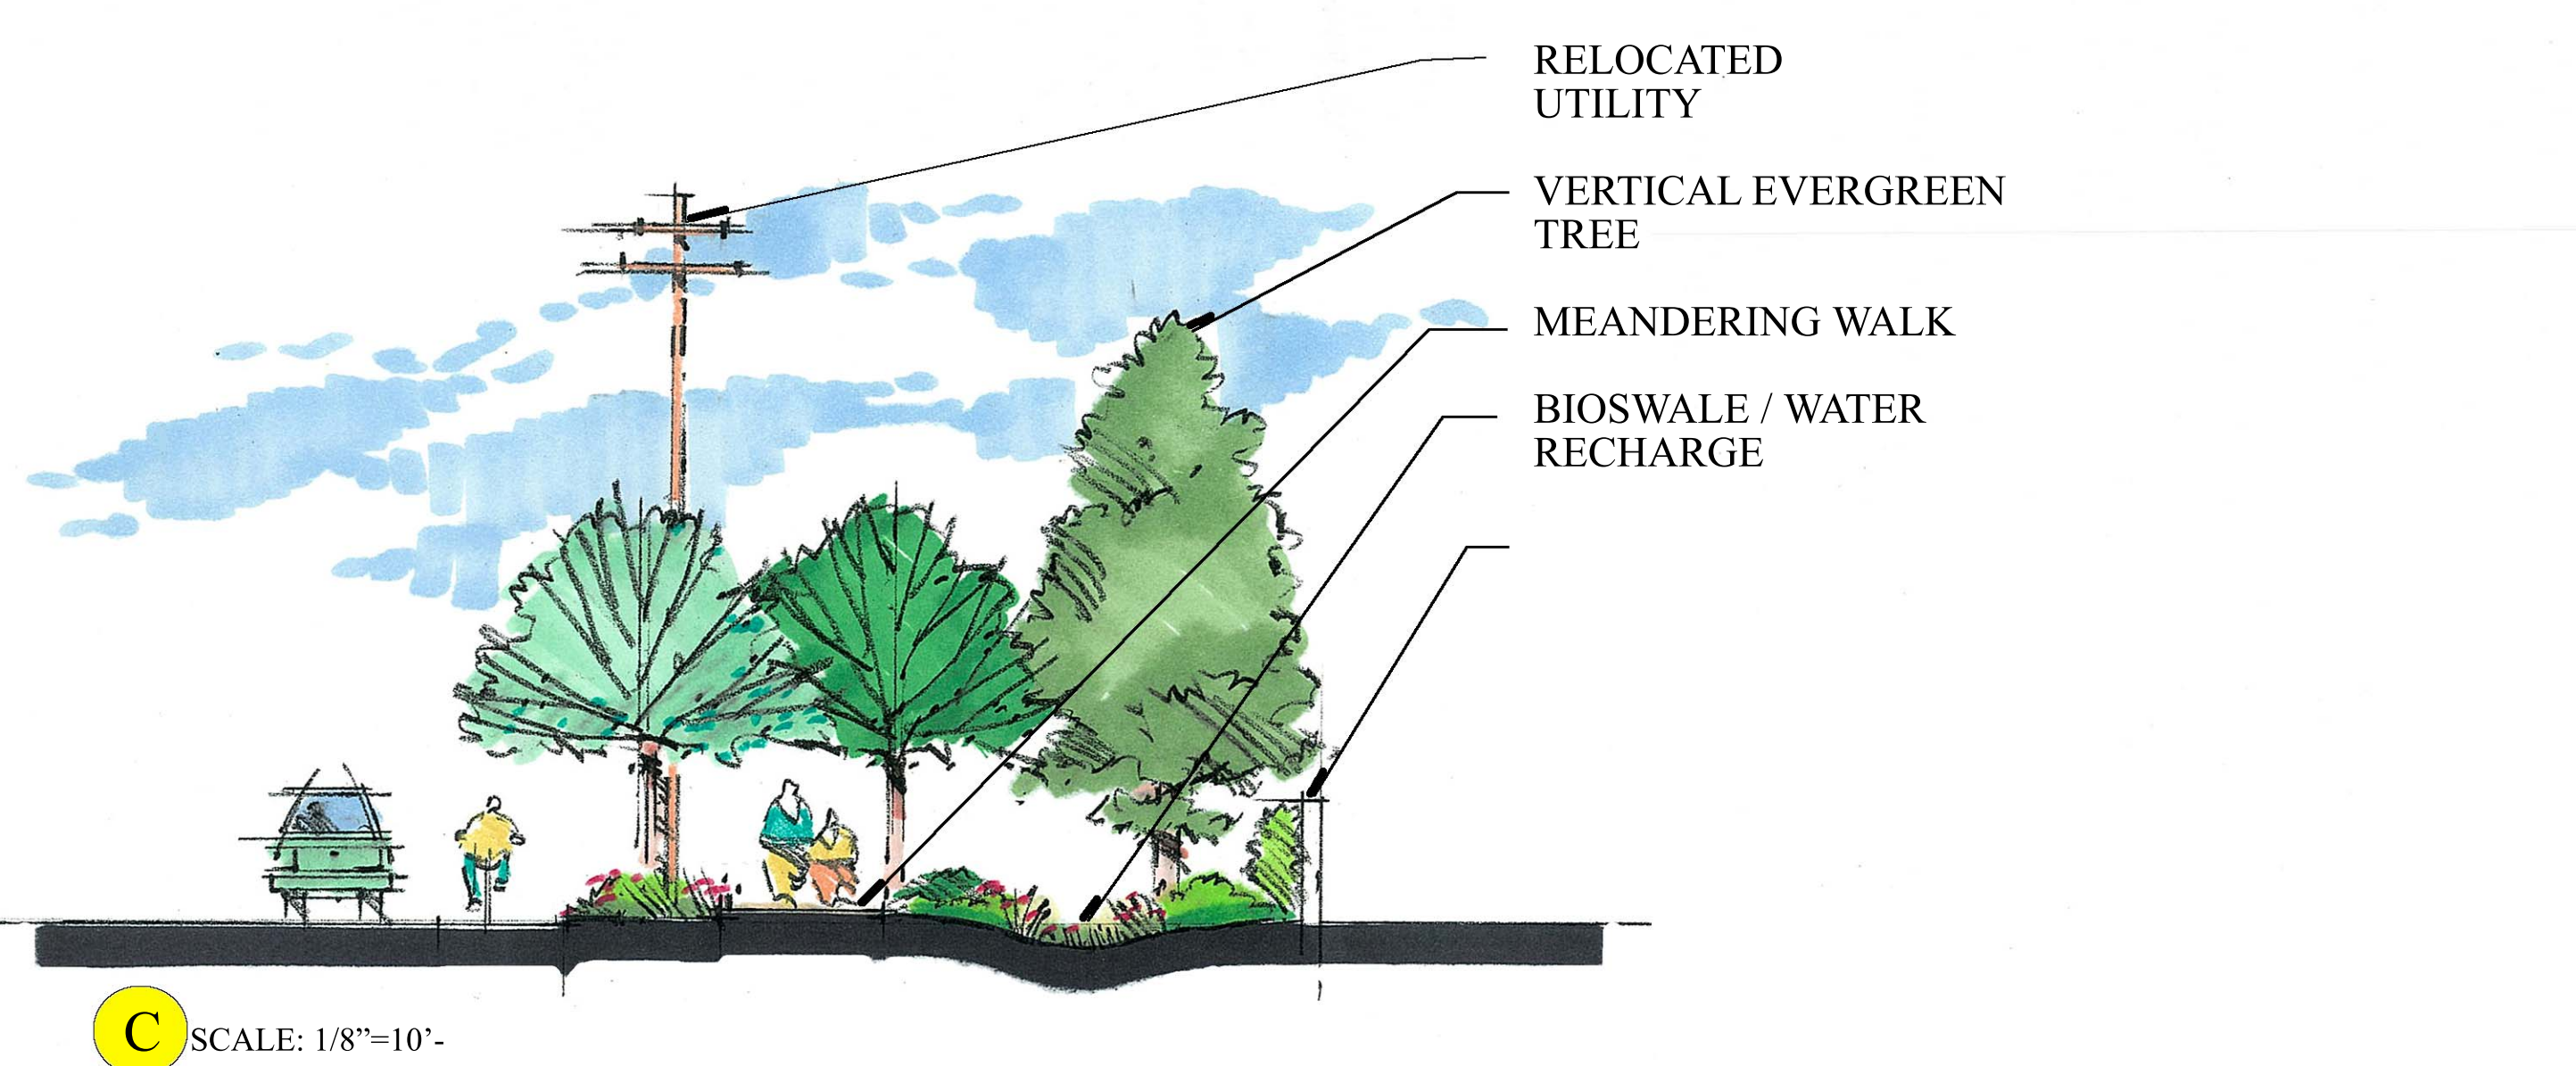 RELOCATED
UTILITY
VERTICAL EVERGREEN
TREE
MEANDERING WALK
BIOSWALE / WATER
RECHARGE
C
SCALE: 1/8”=10’-